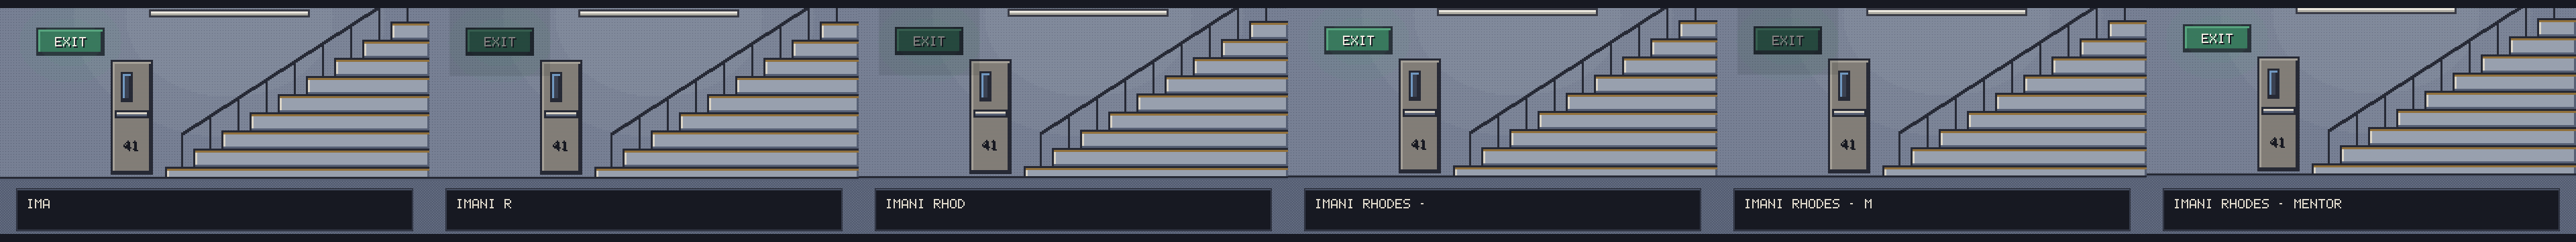 EXIT
41
IMA
EXIT
41
IMANI R
EXIT
41
IMANI RHOD
EXIT
41
IMANI RHODES -
EXIT
41
IMANI RHODES - M
EXIT
41
IMANI RHODES - MENTOR